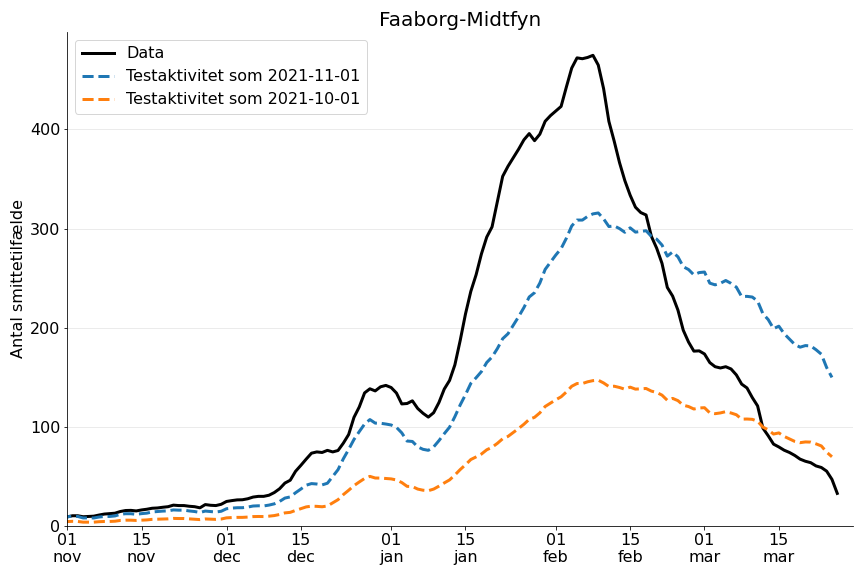 Faaborg-Midtfyn
Data
Testaktivitet som 2021-11-01
Testaktivitet som 2021-10-01
Antal smittetilfælde
400
300
200
100
0
01 15 01 15 01 15 01 15 01 15
nov nov dec dec jan jan feb feb mar mar